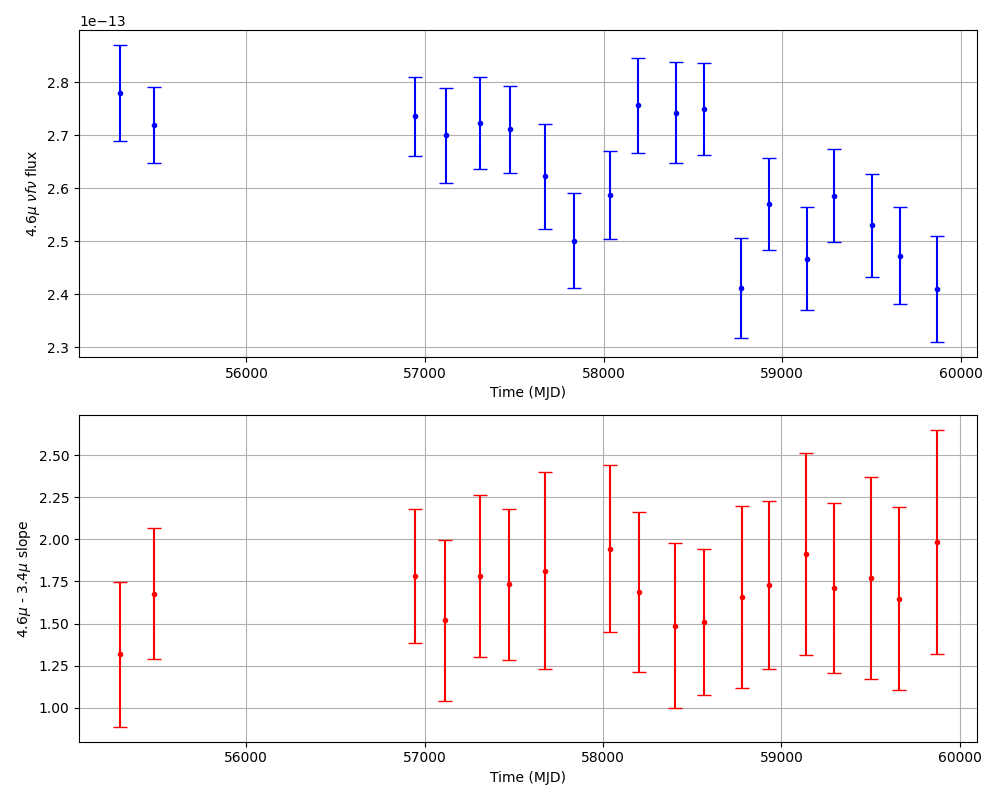 1e−13
2.8
2.7
2.6
2.5
2.4
2.3
4.6μ νfν flux
56000 57000 58000 59000 60000
Time (MJD)
2.50
2.25
2.00
1.75
1.50
1.25
1.00
4.6μ - 3.4μ slope
56000 57000 58000 59000 60000
Time (MJD)